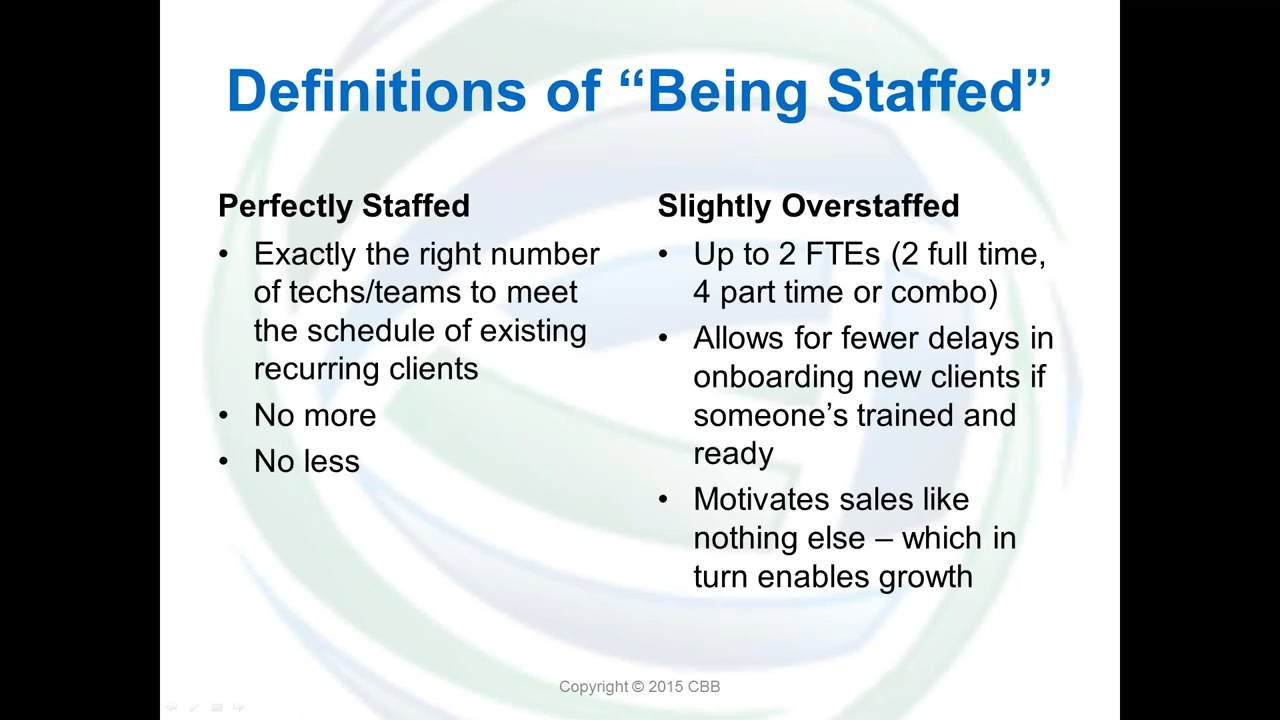 Definitions of “Being Staffed”
Perfectly Staffed
• Exactly the right number
of techs/teams to meet
the schedule of existing
recurring clients
• No more
• No less
Slightly Overstaffed
• Up to 2 FTEs (2 full time,
4 part time or combo)
• Allows for fewer delays in
onboarding new clients if
someone’s trained and
ready
• Motivates sales like
nothing else – which in
turn enables growth
Copyright © 2015 CBB